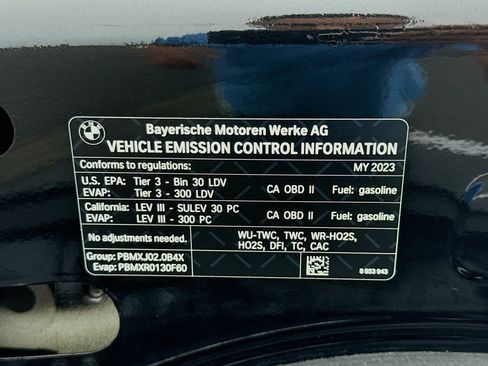 BMW
Bayerische Motoren Werke AG
VEHICLE EMISSION CONTROL INFORMATION
Conforms to regulations: MY 2023
U.S. EPA: Tier 3 - Bin 30 LDV CA OBD II Fuel: gasoline
EVAP: Tier 3 - 300 LDV
California: LEV III - SULEV 30 PC CA OBD II Fuel: gasoline
EVAP: LEV III - 300 PC
No adjustments needed. WU-TWC, TWC, WR-HO2S,
HO2S, DFI, TC, CAC
Group: PBMXJ02.0B4X
Evap: PBMXR0130F60
8 853 943